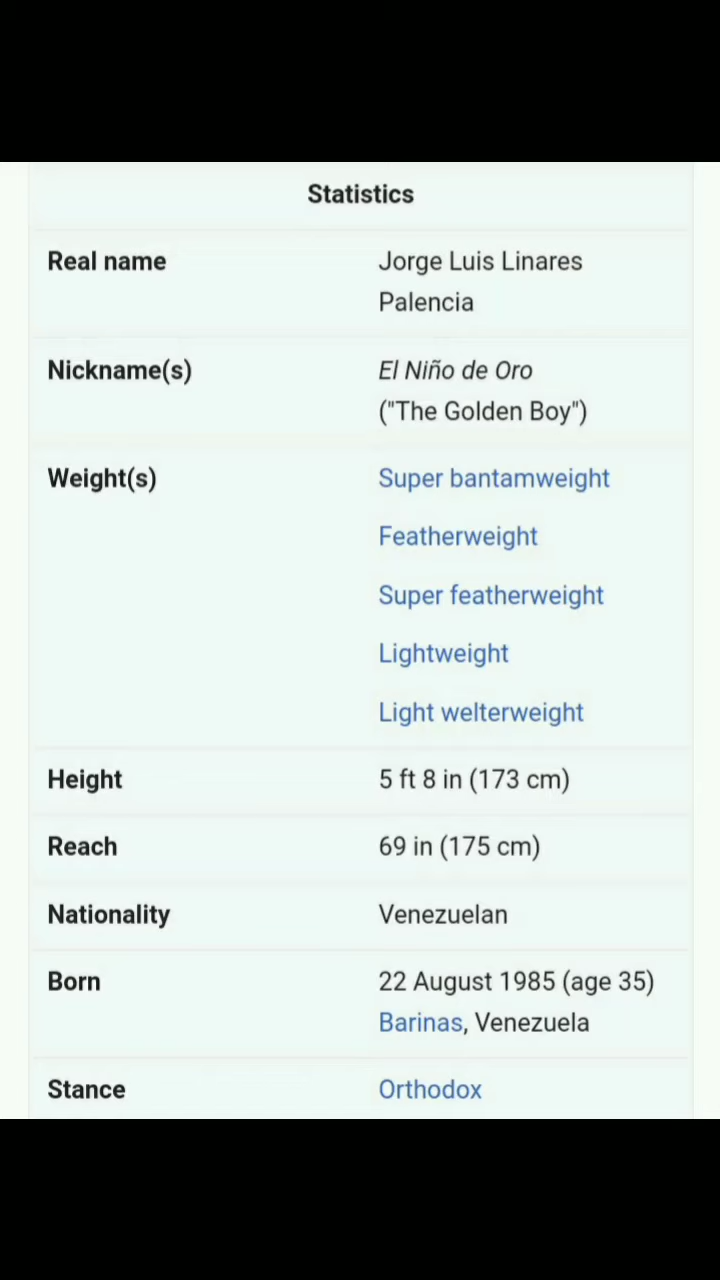 Statistics
Real name Jorge Luis Linares
Palencia
Nickname(s) El Niño de Oro
("The Golden Boy")
Weight(s) Super bantamweight
Featherweight
Super featherweight
Lightweight
Light welterweight
Height 5 ft 8 in (173 cm)
Reach 69 in (175 cm)
Nationality Venezuelan
Born 22 August 1985 (age 35)
Barinas, Venezuela
Stance Orthodox